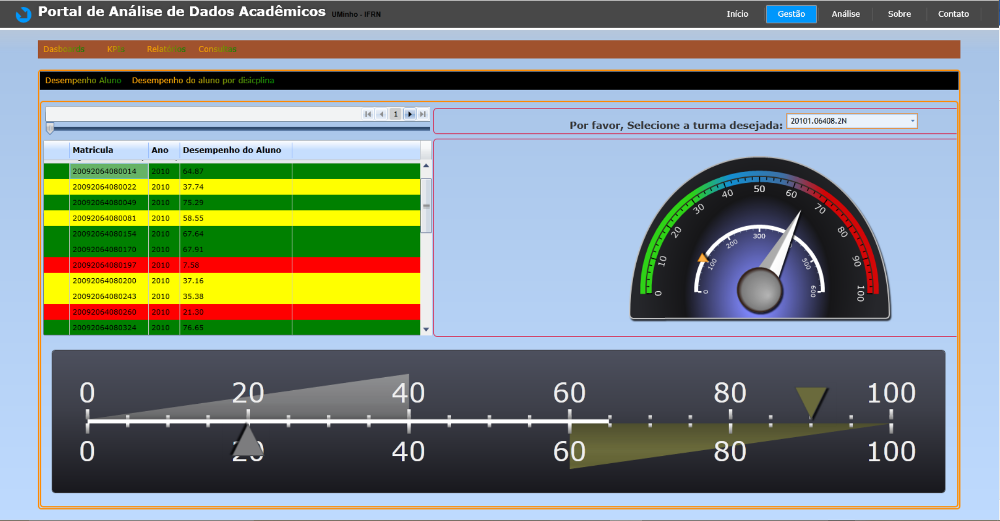 Portal de Análise de Dados Acadêmicos UMinho - IFRN
Início Gestão Análise Sobre Contato
Dasboards KPIs Relatórios Consultas
Desempenho Aluno Desempenho do aluno por disicplina
1
Por favor, Selecione a turma desejada: 20101.06408.2N
Matricula Ano Desempenho do Aluno
20092064080014 2010 64.87
20092064080022 2010 37.74
20092064080049 2010 75.29
20092064080081 2010 58.55
20092064080154 2010 67.64
20092064080170 2010 67.91
20092064080197 2010 7.58
20092064080200 2010 37.16
20092064080243 2010 35.38
20092064080260 2010 21.30
20092064080324 2010 76.65
0 10 20 30 40 50 60 70 80 90 100
0 100 200 300 500 600
0 20 40 60 80 100
0 20 40 60 80 100